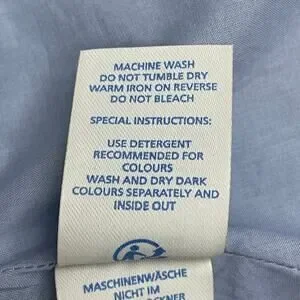 MACHINE WASH
DO NOT TUMBLE DRY
WARM IRON ON REVERSE
DO NOT BLEACH
SPECIAL INSTRUCTIONS:
USE DETERGENT
RECOMMENDED FOR
COLOURS
WASH AND DRY DARK
COLOURS SEPARATELY AND
INSIDE OUT
MASCHINENWÄSCHE
NICHT IM